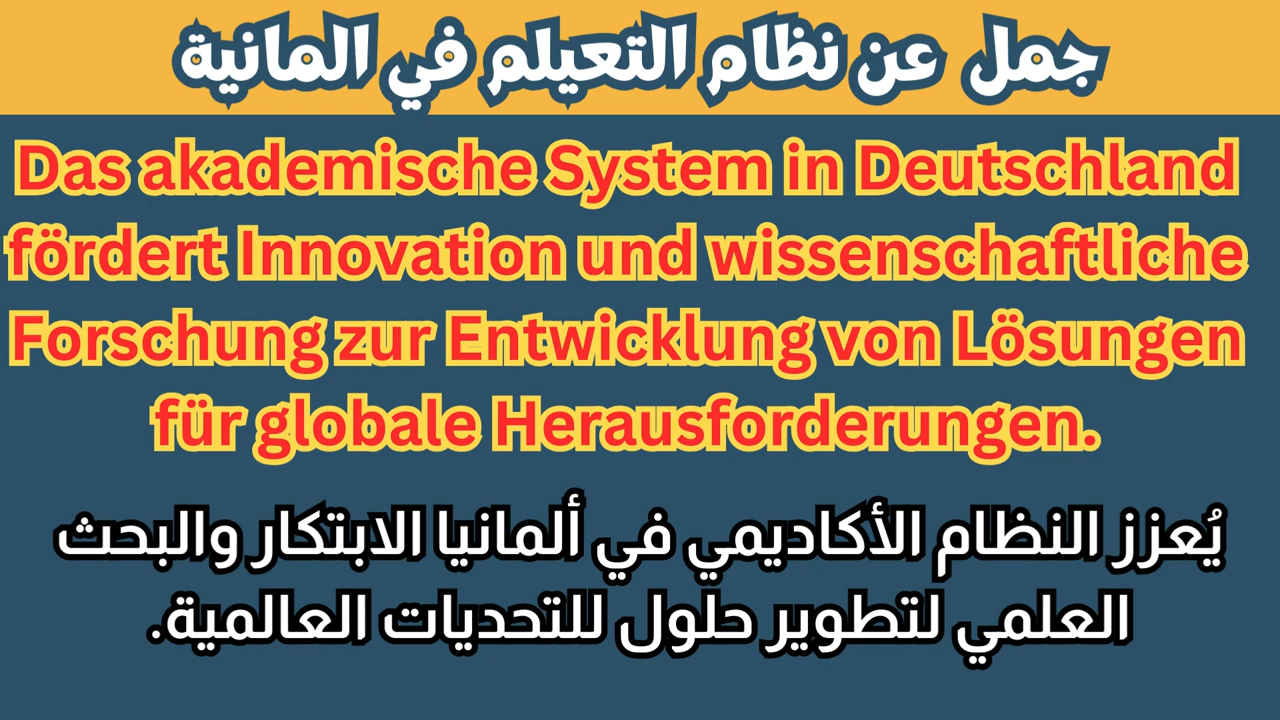 جمل عن نظام التعيلم في المانية
Das akademische System in Deutschland
fördert Innovation und wissenschaftliche
Forschung zur Entwicklung von Lösungen
für globale Herausforderungen.
يُعزز النظام الأكاديمي في ألمانيا الابتكار والبحث
العلمي لتطوير حلول للتحديات العالمية.